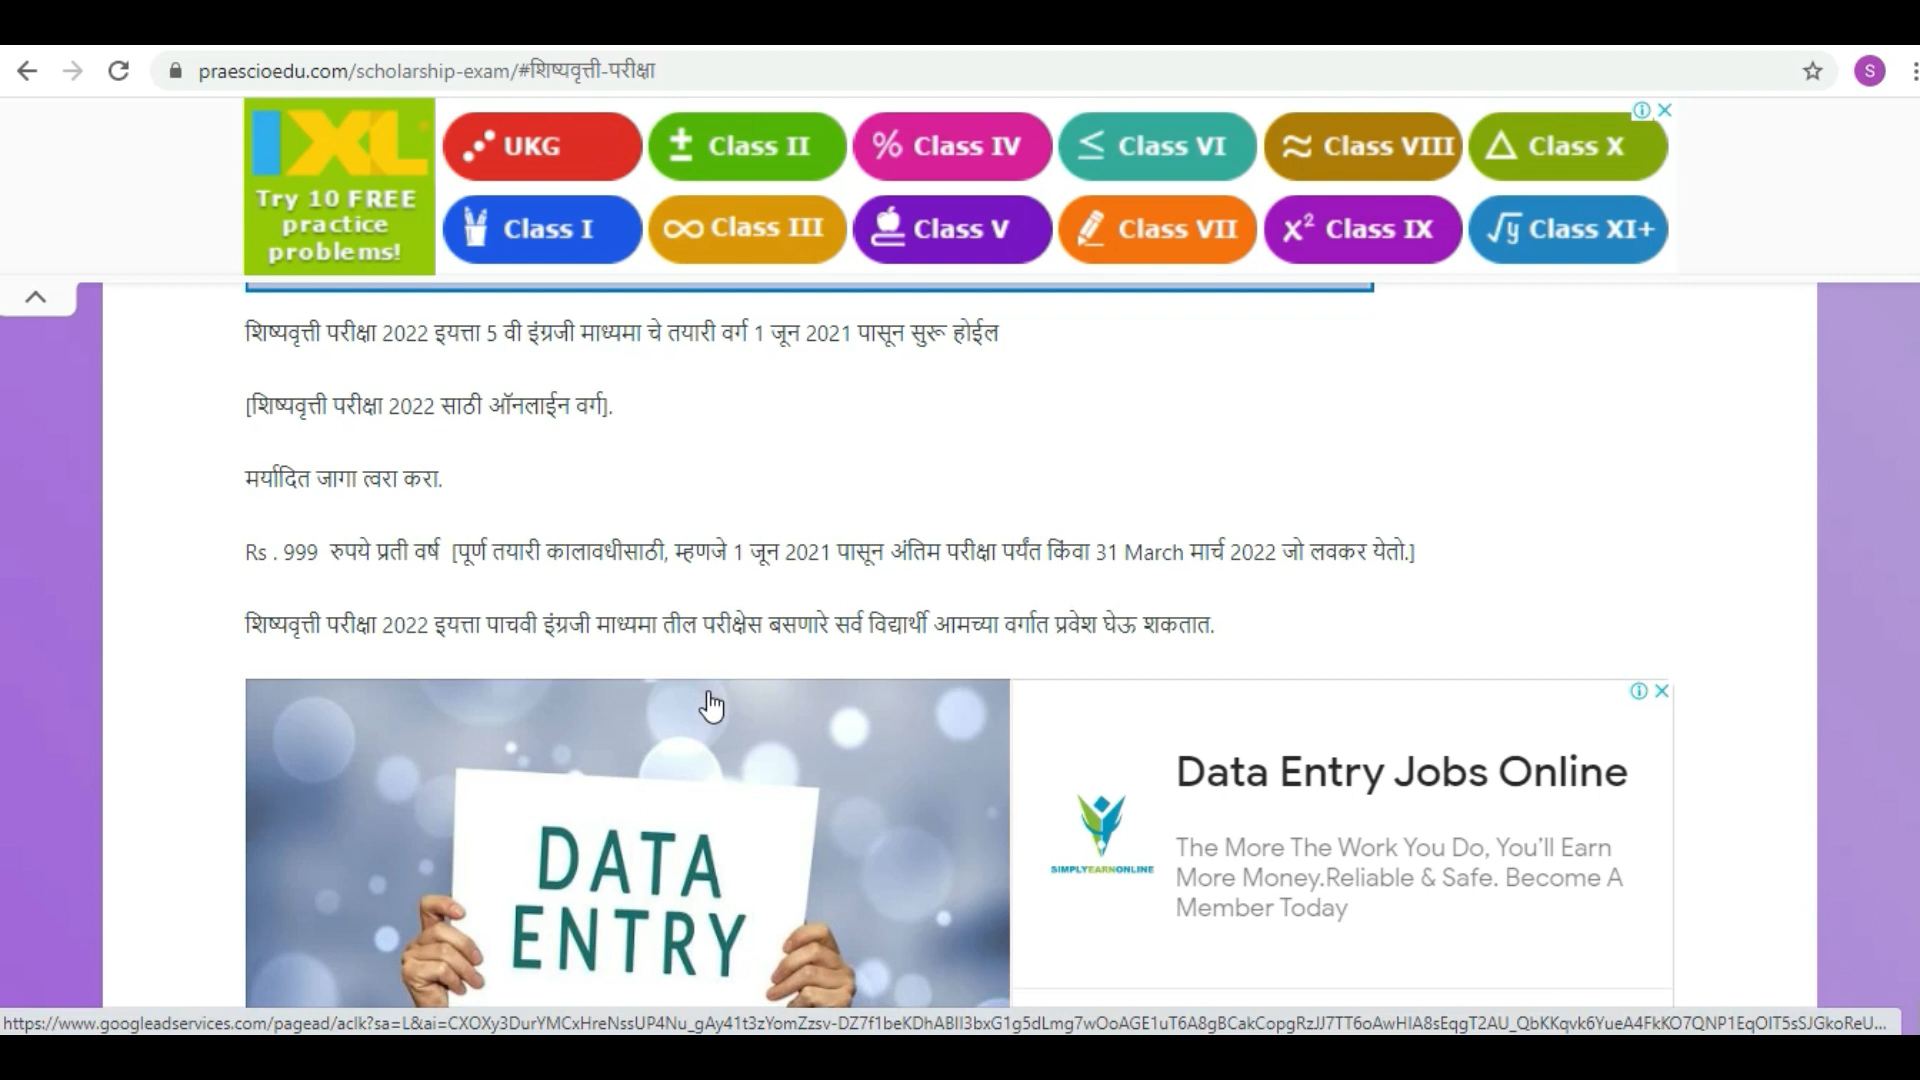 praescioedu.com/scholarship-exam/#शिष्यवृत्ती-परीक्षा
S
IXL
Try 10 FREE
practice
problems!
UKG
± Class II
% Class IV
≤ Class VI
≈ Class VIII
△ Class X
Class I
∞ Class III
Class V
Class VII
x² Class IX
√y Class XI+
शिष्यवृत्ती परीक्षा 2022 इयत्ता 5 वी इंग्रजी माध्यमा चे तयारी वर्ग 1 जून 2021 पासून सुरू होईल
[शिष्यवृत्ती परीक्षा 2022 साठी ऑनलाईन वर्ग].
मर्यादित जागा त्वरा करा.
Rs . 999 रुपये प्रती वर्ष [पूर्ण तयारी कालावधीसाठी, म्हणजे 1 जून 2021 पासून अंतिम परीक्षा पर्यंत किंवा 31 March मार्च 2022 जो लवकर येतो.]
शिष्यवृत्ती परीक्षा 2022 इयत्ता पाचवी इंग्रजी माध्यमा तील परीक्षेस बसणारे सर्व विद्यार्थी आमच्या वर्गात प्रवेश घेऊ शकतात.
DATA
ENTRY
SIMPLYEARNONLINE
Data Entry Jobs Online
The More The Work You Do, You'll Earn
More Money.Reliable & Safe. Become A
Member Today